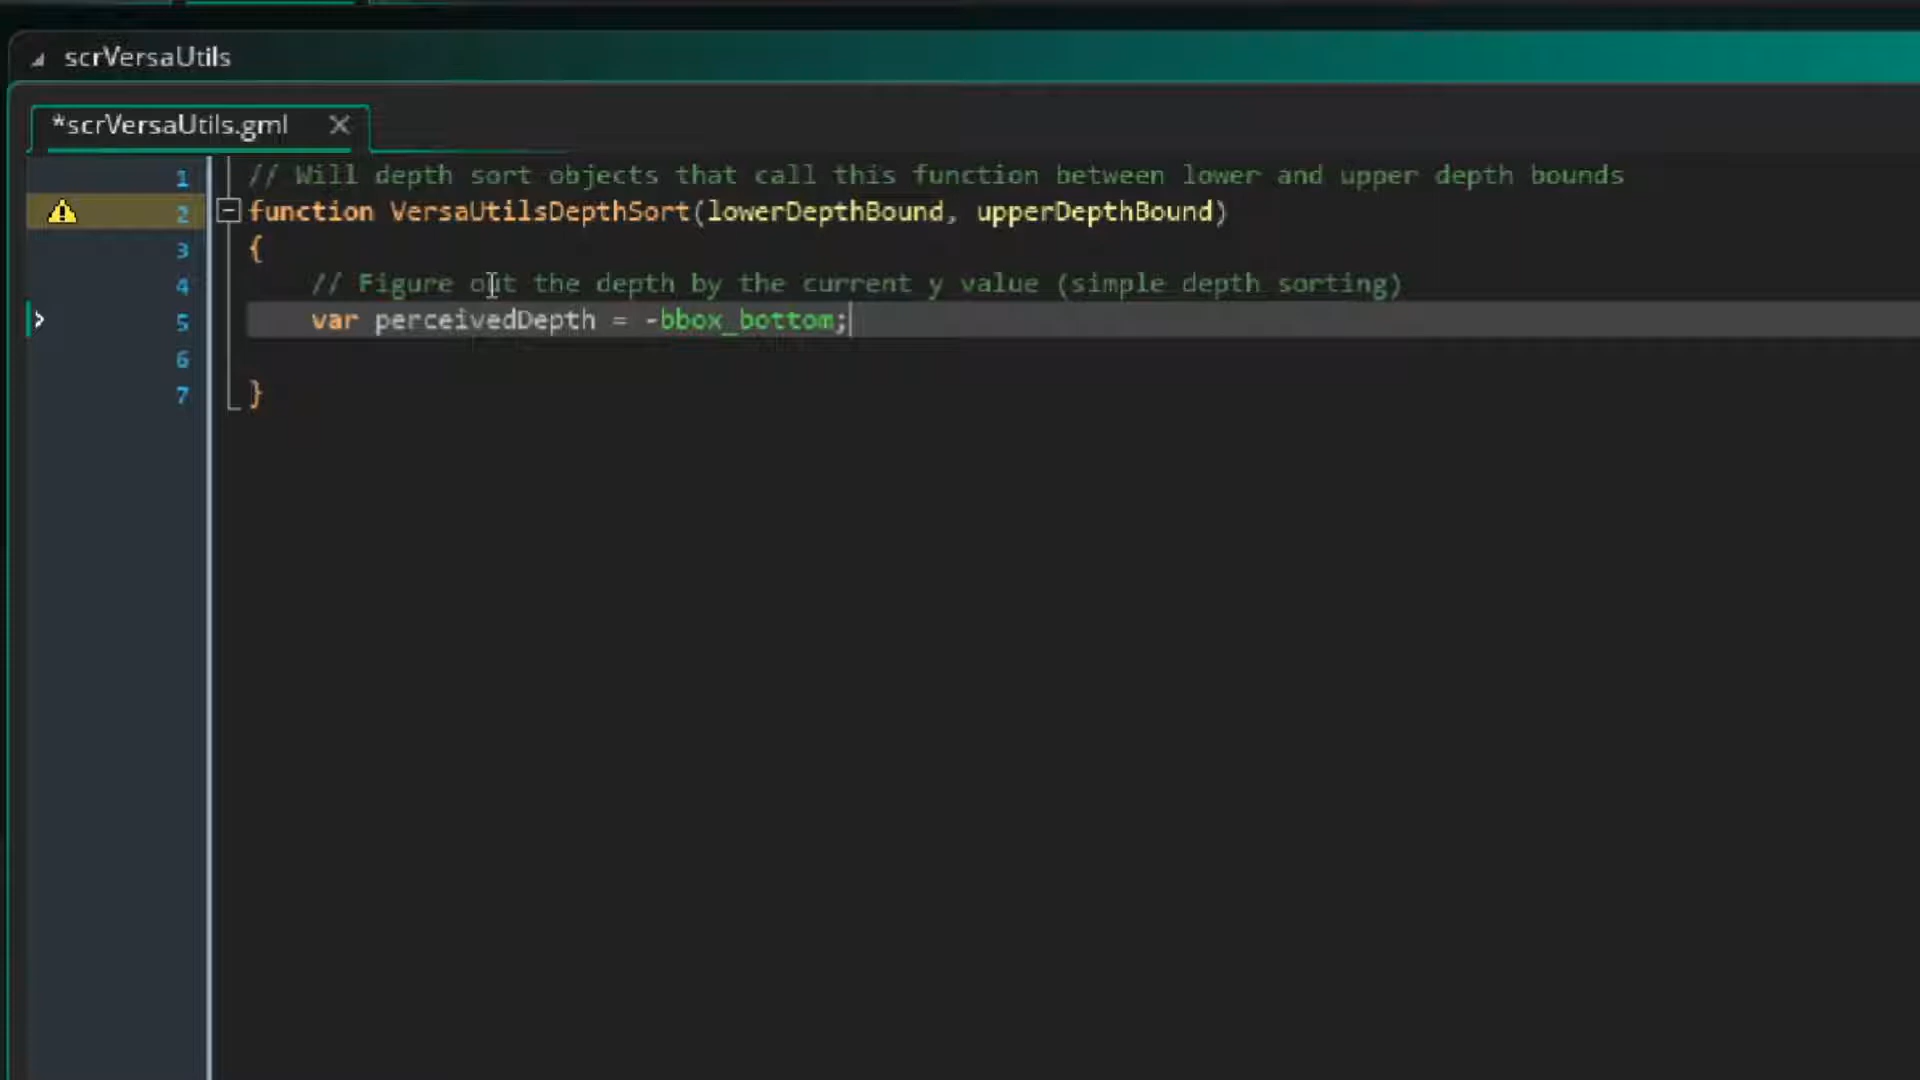 scrVersaUtils
*scrVersaUtils.gml
1 // Will depth sort objects that call this function between lower and upper depth bounds
2 function VersaUtilsDepthSort(lowerDepthBound, upperDepthBound)
3 {
4 // Figure out the depth by the current y value (simple depth sorting)
5 var perceivedDepth = -bbox_bottom;
6
7 }